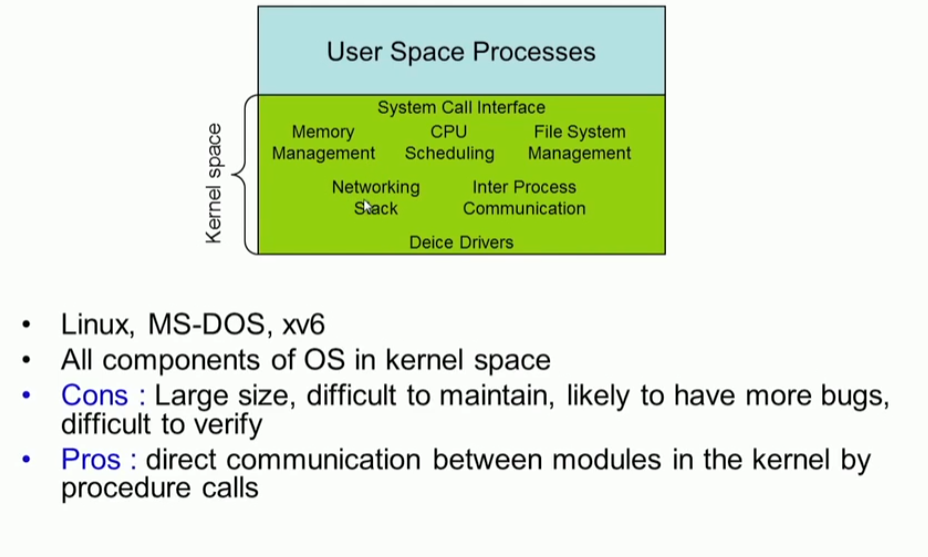 User Space Processes
System Call Interface
Memory CPU File System
Management Scheduling Management
Networking Inter Process
Stack Communication
Deice Drivers
Kernel space
• Linux, MS-DOS, xv6
• All components of OS in kernel space
• Cons : Large size, difficult to maintain, likely to have more bugs,
difficult to verify
• Pros : direct communication between modules in the kernel by
procedure calls